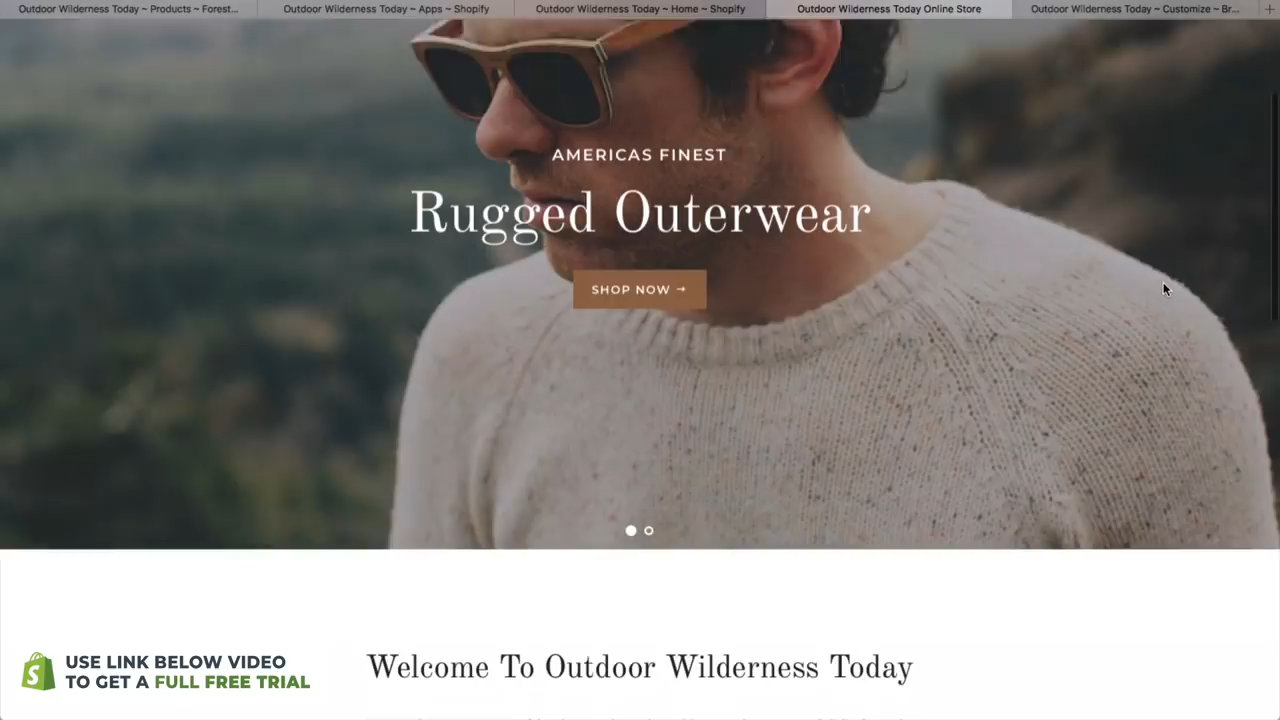 Outdoor Wilderness Today ~ Products ~ Forest...
Outdoor Wilderness Today ~ Apps ~ Shopify
Outdoor Wilderness Today ~ Home ~ Shopify
Outdoor Wilderness Today Online Store
Outdoor Wilderness Today ~ Customize ~ Br...
AMERICAS FINEST
Rugged Outerwear
SHOP NOW →
Welcome To Outdoor Wilderness Today
USE LINK BELOW VIDEO
TO GET A FULL FREE TRIAL